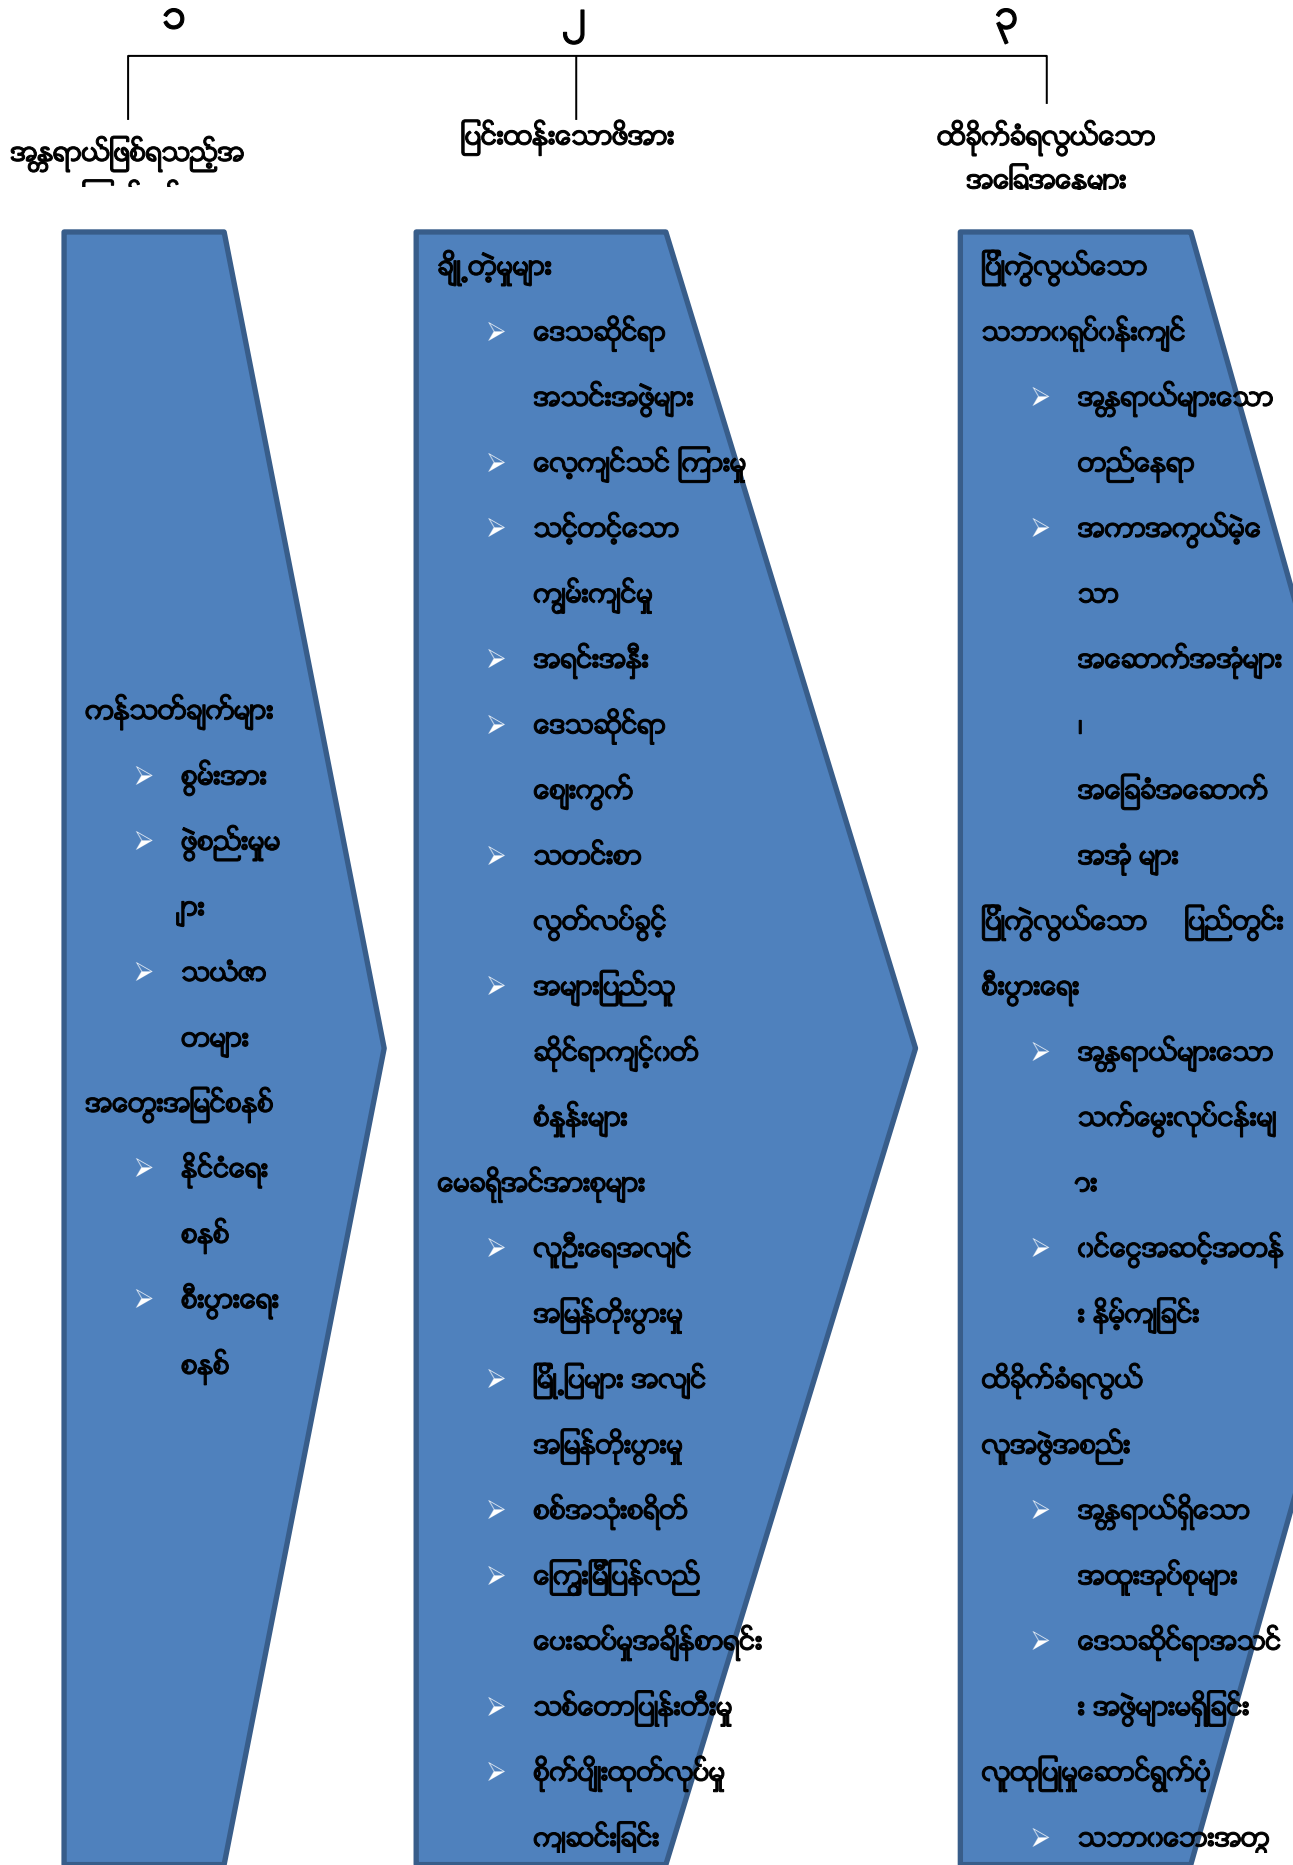 ၁
၂
၃
အန္တရာယ်ဖြစ်ရသည့်အ
ပြင်းထန်သောဖိအား
ထိခိုက်ခံရလွယ်သော
အခြေအနေများ
ကန်သတ်ချက်များ
စွမ်းအား
ဖွဲ့စည်းမှုမ
ျား
သယံဇာ
တများ
အတွေးအမြင်စနစ်
နိုင်ငံရေး
စနစ်
စီးပွားရေး
စနစ်
ချို့တဲ့မှုများ
ဒေသဆိုင်ရာ
အသင်းအဖွဲ့များ
လေ့ကျင်သင် ကြားမှု
သင့်တင့်သော
ကျွမ်းကျင်မှု
အရင်းအနှီး
ဒေသဆိုင်ရာ
ဈေးကွက်
သတင်းစာ
လွတ်လပ်ခွင့်
အများပြည်သူ
ဆိုင်ရာကျင့်ဝတ်
စံနှုန်းများ
မေခရိုအင်အားစုများ
လူဦးရေအလျင်
အမြန်တိုးပွားမှု
မြို့ပြများ အလျင်
အမြန်တိုးပွားမှု
စစ်အသုံးစရိတ်
ကြွေးမြီပြန်လည်
ပေးဆပ်မှုအချိန်စာရင်း
သစ်တောပြုန်းတီးမှု
စိုက်ပျိုးထုတ်လုပ်မှု
ကျဆင်းခြင်း
ပြိုကွဲလွယ်သော
သဘာဝရုပ်ဝန်းကျင်
အန္တရာယ်များသော
တည်နေရာ
အကာအကွယ်မဲ့ေ
သာ
အဆောက်အအုံများ
၊
အခြေခံအဆောက်
အအုံ များ
ပြိုကွဲလွယ်သော ပြည်တွင်း
စီးပွားရေး
အန္တရာယ်များသော
သက်မွေးလုပ်ငန်းမျ
ား
ဝင်ငွေအဆင့်အတန်
း နိမ့်ကျခြင်း
ထိခိုက်ခံရလွယ်
လူအဖွဲ့အစည်း
အန္တရာယ်ရှိသော
အထူးအုပ်စုများ
ဒေသဆိုင်ရာအသင်
း အဖွဲ့များမရှိခြင်း
လူထုပြုမှုဆောင်ရွက်ပုံ
သဘာဝဘေးအတွ